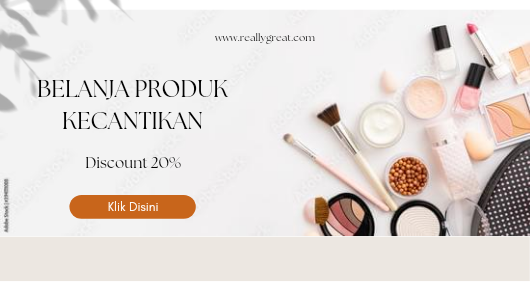 www.reallygreat.com
BELANJA PRODUK
KECANTIKAN
Discount 20%
Klik Disini